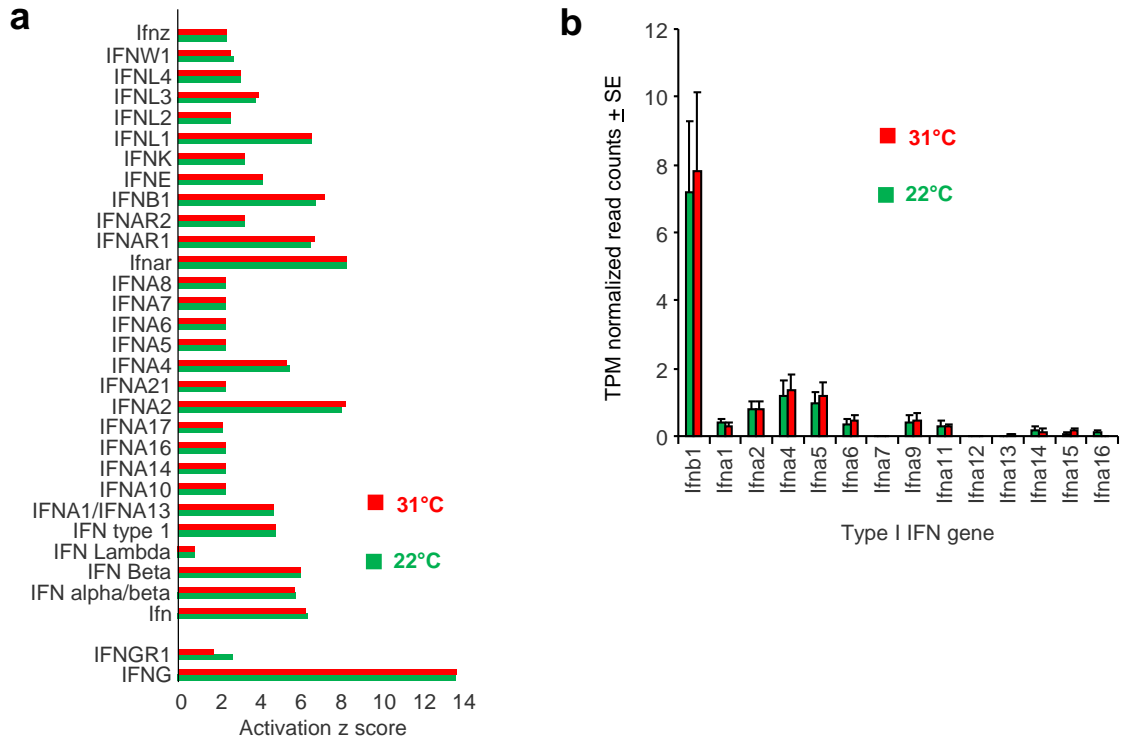 a
Ifnz
IFNW1
IFNL4
IFNL3
IFNL2
IFNL1
IFNK
IFNE
IFNB1
IFNAR2
IFNAR1
Ifnar
IFNA8
IFNA7
IFNA6
IFNA5
IFNA4
IFNA21
IFNA2
IFNA17
IFNA16
IFNA14
IFNA10
IFNA1/IFNA13
IFN type 1
IFN Lambda
IFN Beta
IFN alpha/beta
Ifn
IFNGR1
IFNG
0 2 4 6 8 10 12 14
Activation z score
31°C
22°C
b
TPM normalized read counts ± SE
12
10
8
6
4
2
0
31°C
22°C
Ifnb1
Ifna1
Ifna2
Ifna4
Ifna5
Ifna6
Ifna7
Ifna9
Ifna11
Ifna12
Ifna13
Ifna14
Ifna15
Ifna16
Type I IFN gene